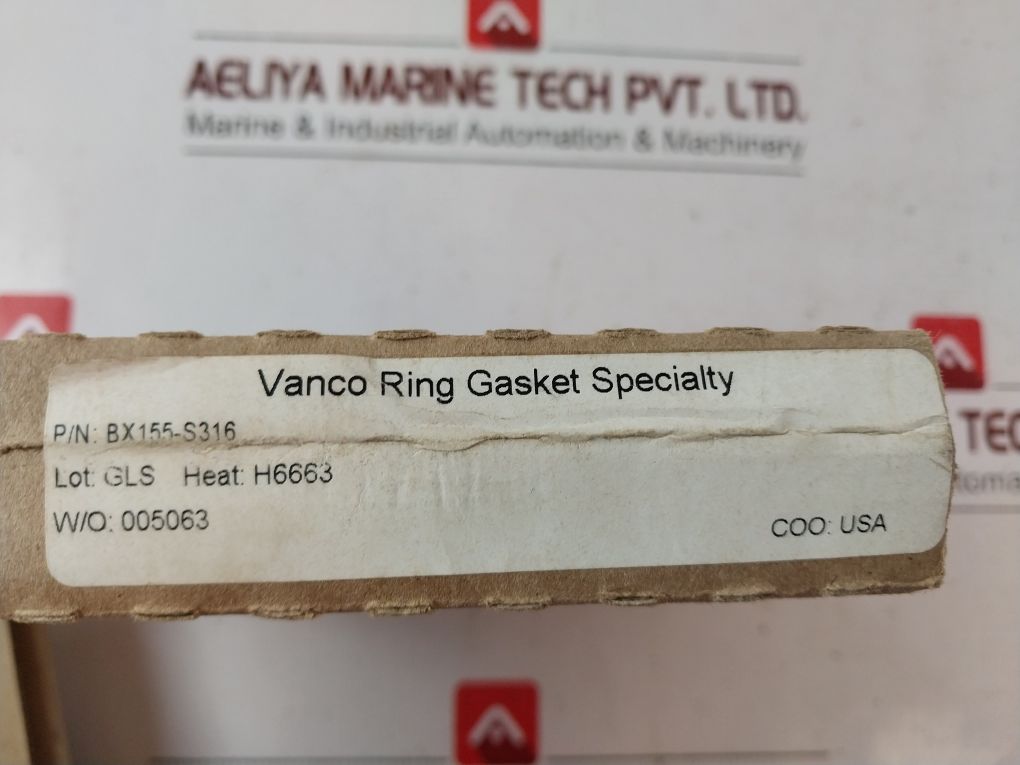 AELIYA MARINE TECH PVT. LTD.
Marine & Industrial Automation & Machinery
Vanco Ring Gasket Specialty
P/N: BX155-S316
Lot: GLS Heat: H6663
W/O: 005063
COO: USA
TEC